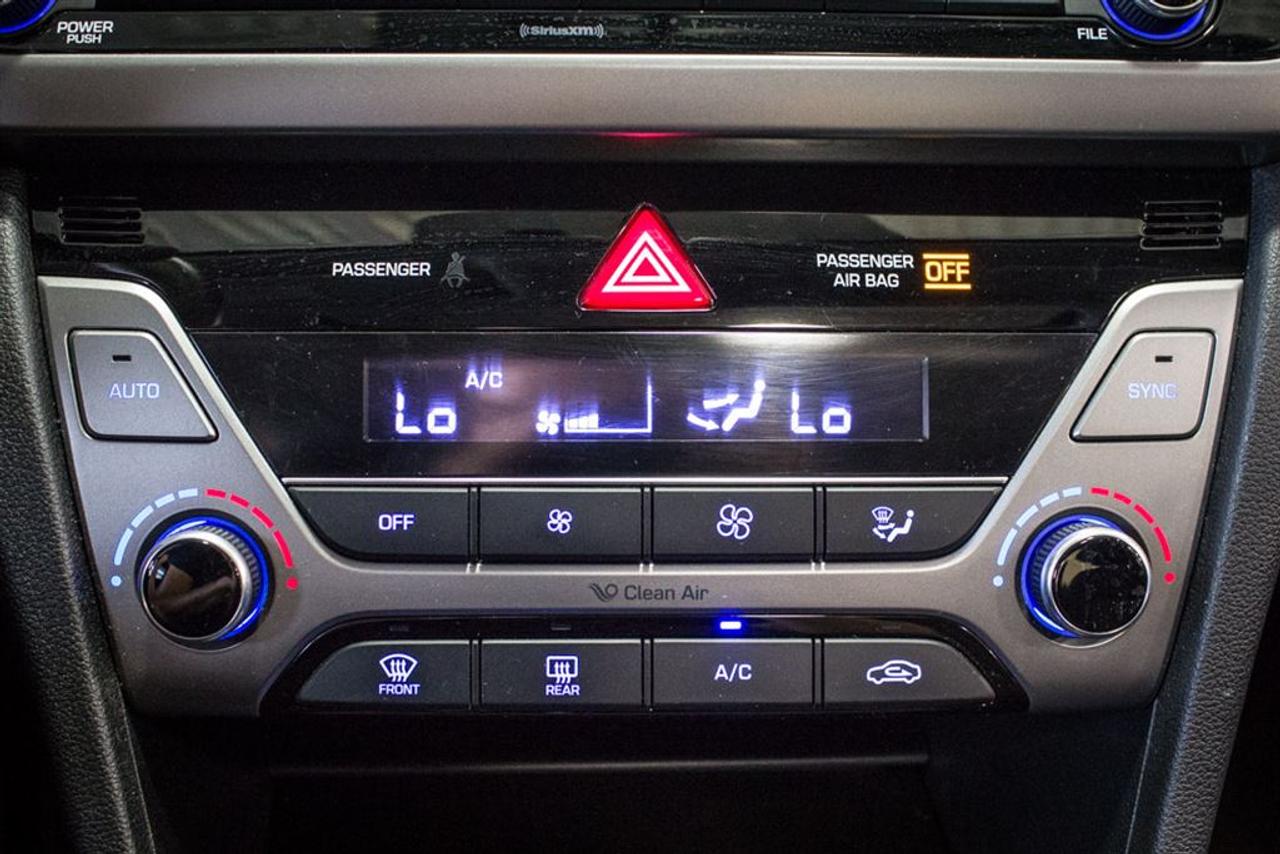 POWER
PUSH
SiriusXM
FILE
PASSENGER
PASSENGER
AIR BAG
OFF
AUTO
SYNC
A/C
Lo
Lo
OFF
Clean Air
FRONT
REAR
A/C